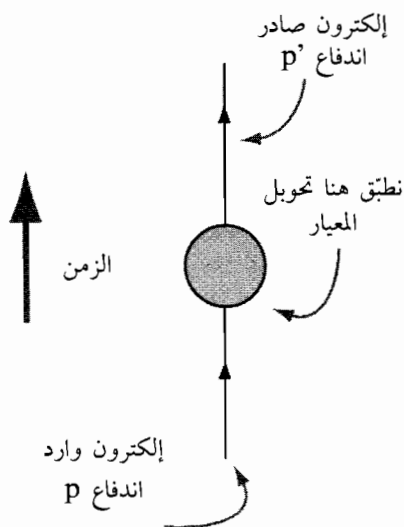 إلكترون صادر
اندفاع p’
نطبّق هنا تحويل
المعيار
الزمن
إلكترون وارد
اندفاع p